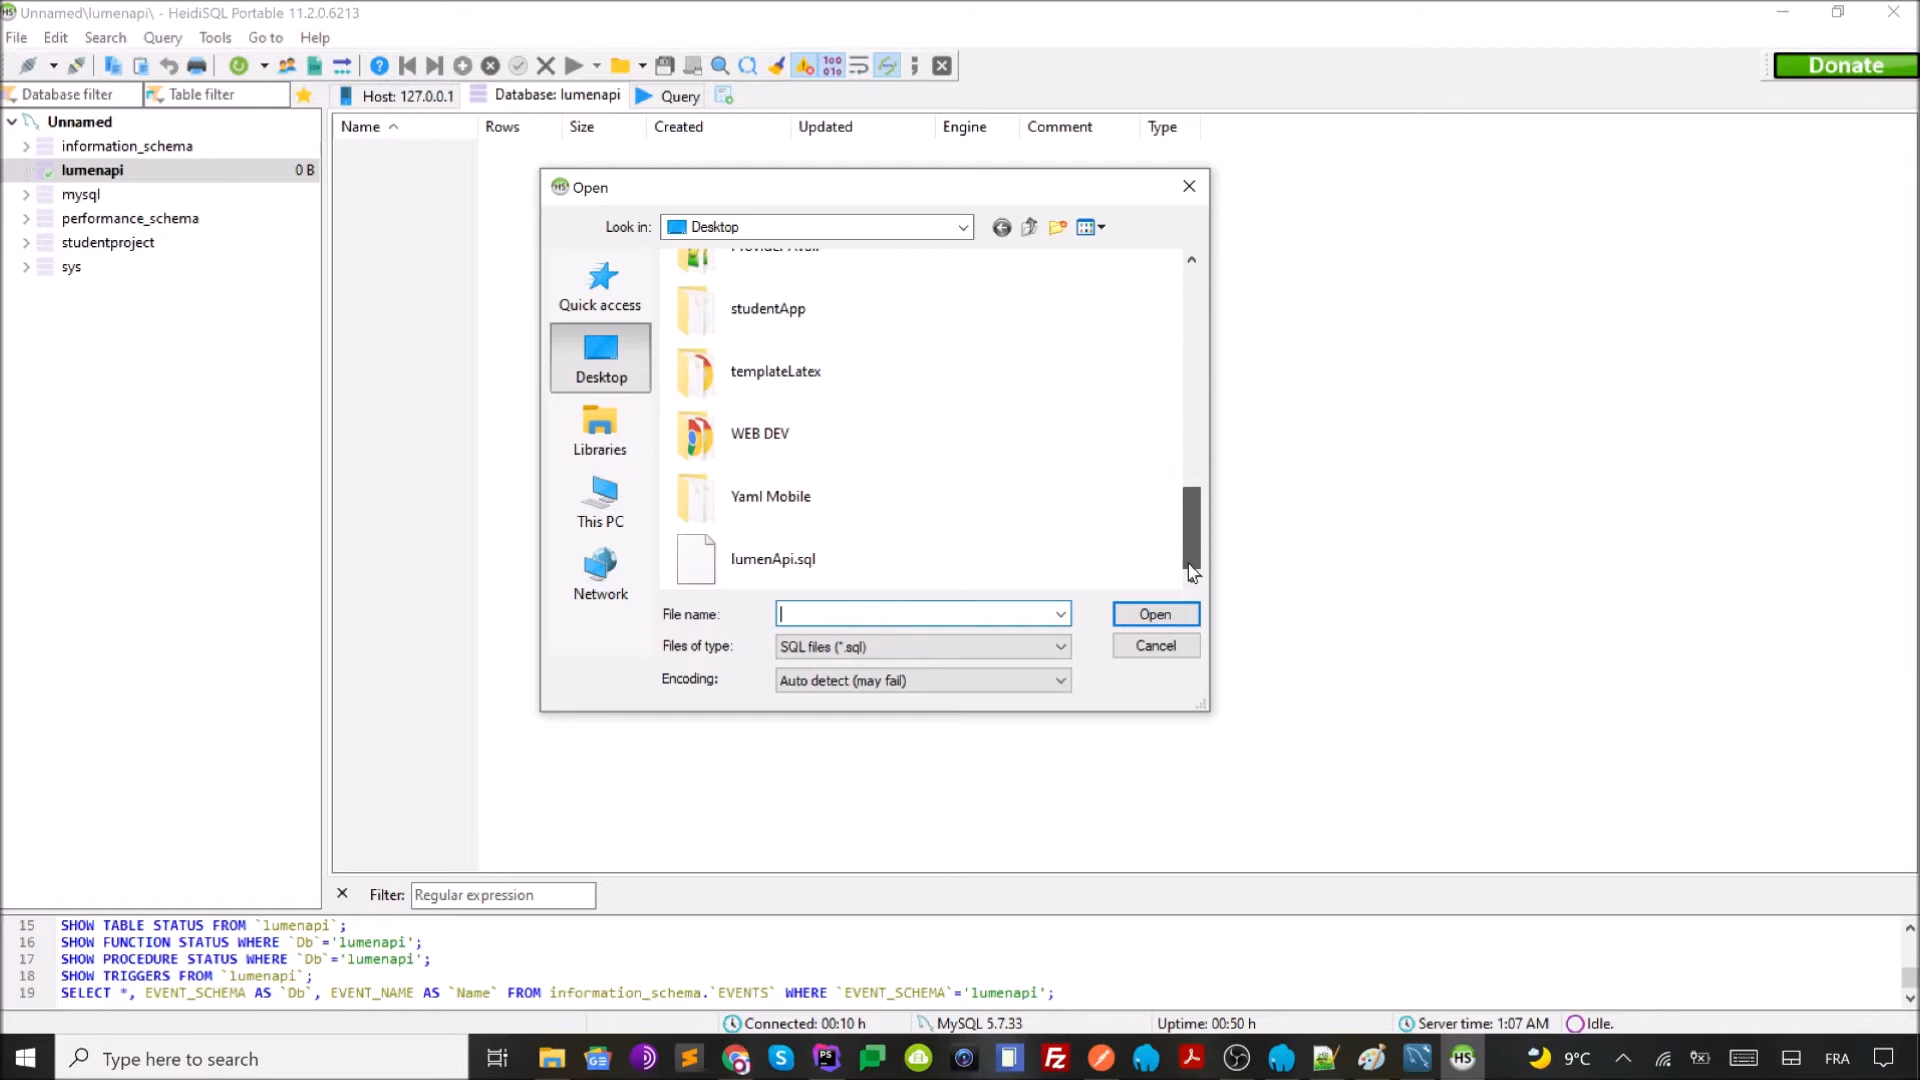 Unnamed\lumenapi\ - HeidiSQL Portable 11.2.0.6213
File Edit Search Query Tools Go to Help
Donate
Database filter Table filter Host: 127.0.0.1 Database: lumenapi Query
Unnamed
information_schema
lumenapi 0 B
mysql
performance_schema
studentproject
sys
Name Rows Size Created Updated Engine Comment Type
Open
Look in: Desktop
Quick access
Desktop
Libraries
This PC
Network
studentApp
templateLatex
WEB DEV
Yaml Mobile
lumenApi.sql
File name: Open
Files of type: SQL files (*.sql) Cancel
Encoding: Auto detect (may fail)
Filter: Regular expression
15 SHOW TABLE STATUS FROM `lumenapi`;
16 SHOW FUNCTION STATUS WHERE `Db`='lumenapi';
17 SHOW PROCEDURE STATUS WHERE `Db`='lumenapi';
18 SHOW TRIGGERS FROM `lumenapi`;
19 SELECT *, EVENT_SCHEMA AS `Db`, EVENT_NAME AS `Name` FROM information_schema.`EVENTS` WHERE `EVENT_SCHEMA`='lumenapi';
Connected: 00:10 h MySQL 5.7.33 Uptime: 00:50 h Server time: 1:07 AM Idle.
Type here to search 9°C FRA